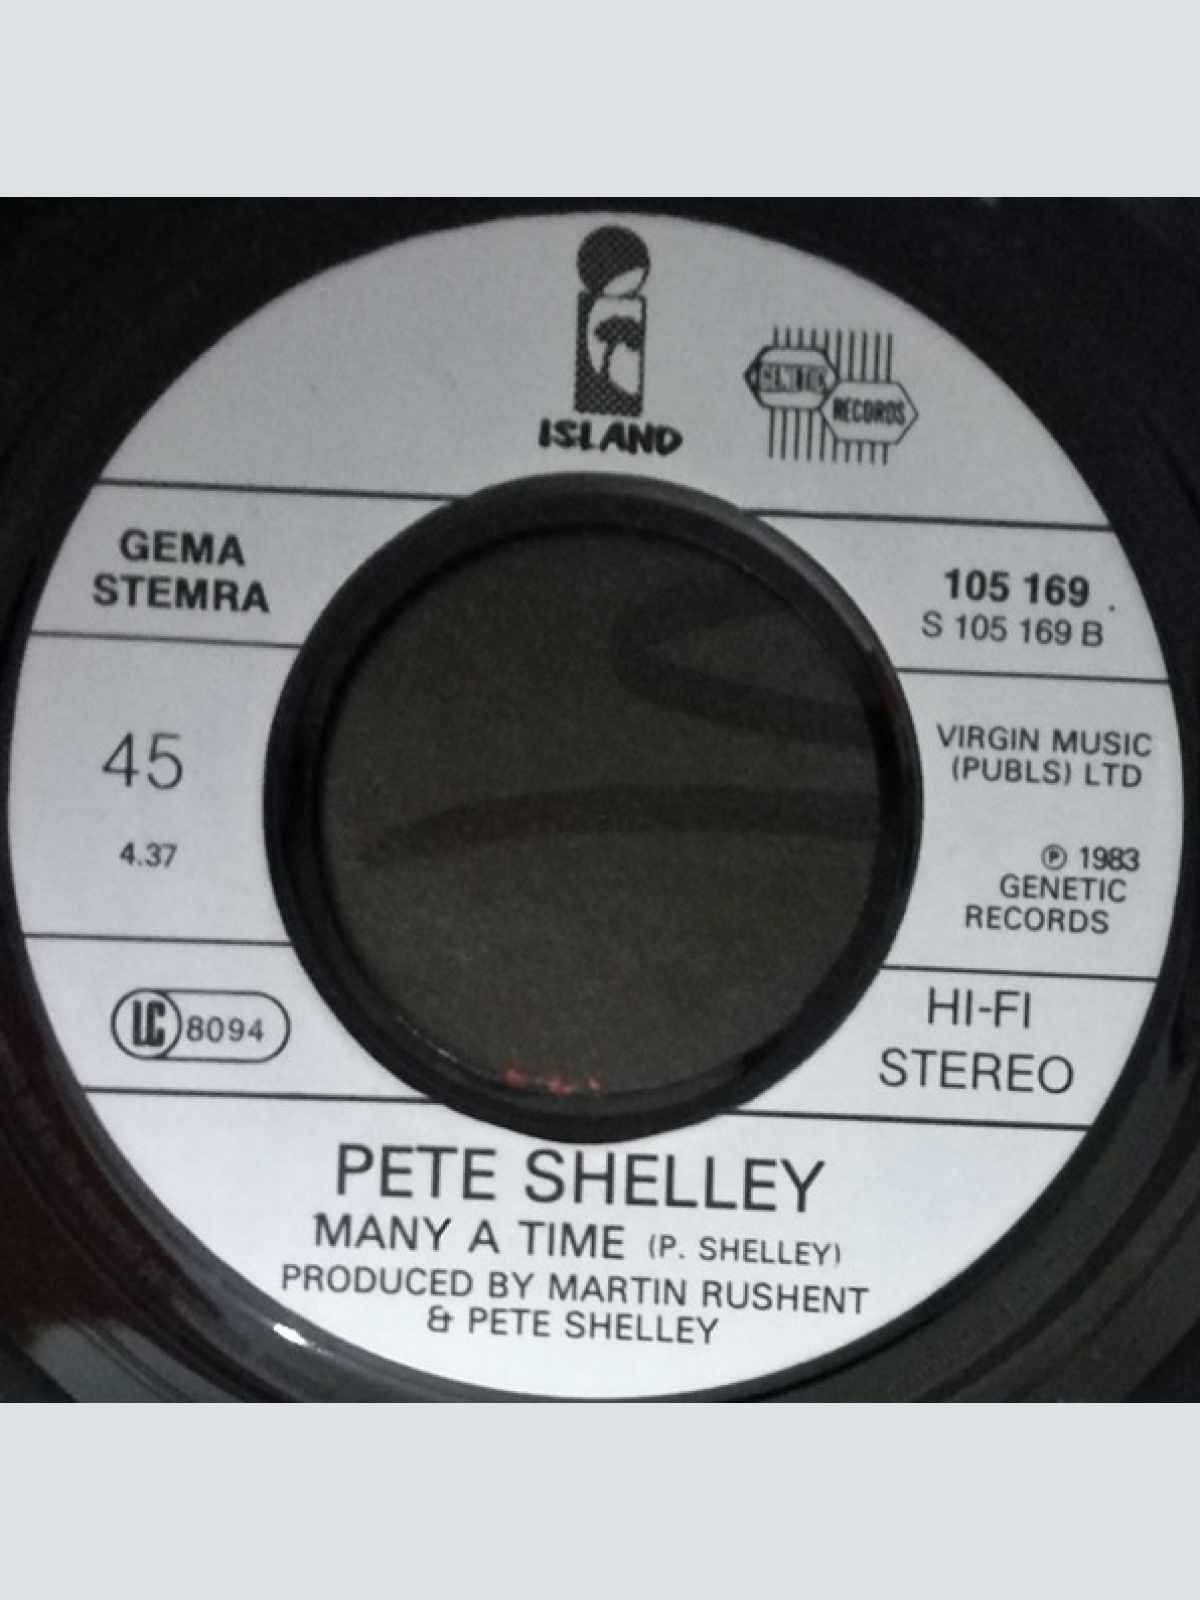 ISLAND
GENETIC
RECORDS
GEMA
STEMRA
105 169
S 105 169 B
45
4.37
VIRGIN MUSIC
(PUBLS) LTD
℗ 1983
GENETIC
RECORDS
LC 8094
HI-FI
STEREO
PETE SHELLEY
MANY A TIME (P. SHELLEY)
PRODUCED BY MARTIN RUSHENT
& PETE SHELLEY